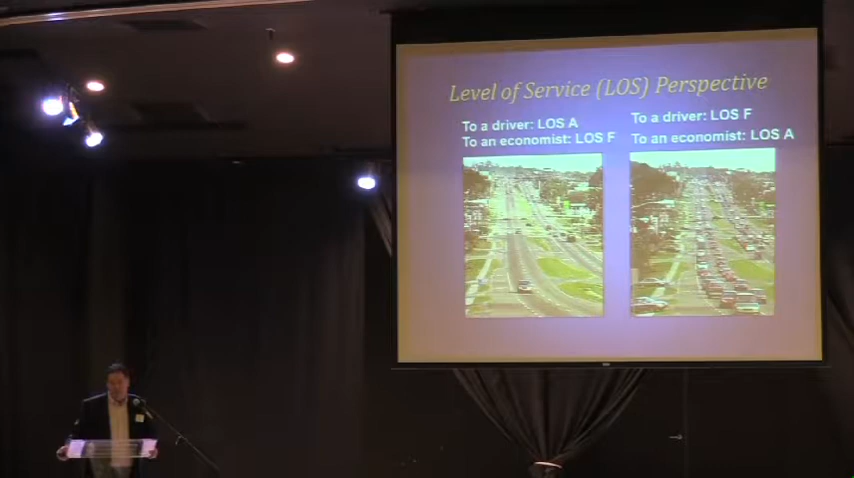 Level of Service (LOS) Perspective
To a driver: LOS A
To an economist: LOS F
To a driver: LOS F
To an economist: LOS A